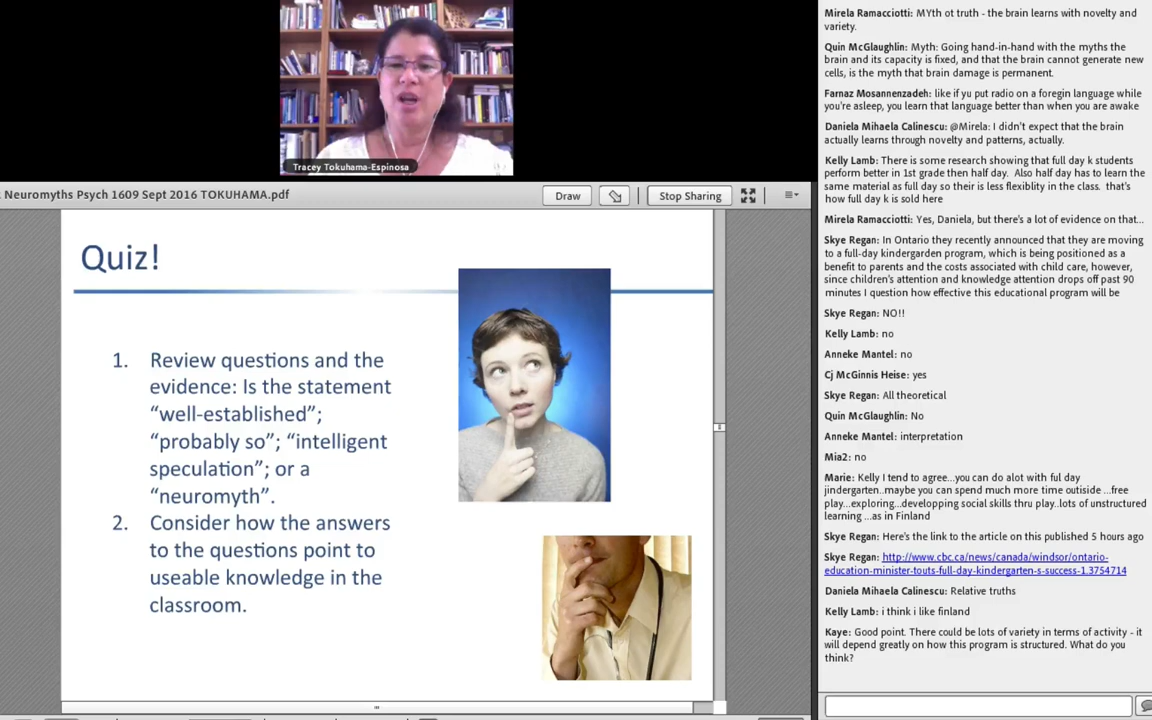 Tracey Tokuhama-Espinosa
Neuromyths Psych 1609 Sept 2016 TOKUHAMA.pdf
Draw
Stop Sharing
Quiz!
1. Review questions and the
evidence: Is the statement
“well-established”;
“probably so”; “intelligent
speculation”; or a
“neuromyth”.
2. Consider how the answers
to the questions point to
useable knowledge in the
classroom.
Mirela Ramacciotti: MYth ot truth - the brain learns with novelty and
variety.
Quin McGlaughlin: Myth: Going hand-in-hand with the myths the
brain and its capacity is fixed, and that the brain cannot generate new
cells, is the myth that brain damage is permanent.
Farnaz Mosannenzadeh: like if yu put radio on a foregin language while
you're asleep, you learn that language better than when you are awake
Daniela Mihaela Calinescu: @Mirela: I didn't expect that the brain
actually learns through novelty and patterns, actually.
Kelly Lamb: There is some research showing that full day k students
perform better in 1st grade then half day. Also half day has to learn the
same material as full day so their is less flexiblity in the class. that's
how full day k is sold here
Mirela Ramacciotti: Yes, Daniela, but there's a lot of evidence on that...
Skye Regan: In Ontario they recently announced that they are moving
to a full-day kindergarden program, which is being positioned as a
benefit to parents and the costs associated with child care, however,
since children's attention and knowledge attention drops off past 90
minutes I question how effective this educational program will be
Skye Regan: NO!!
Kelly Lamb: no
Anneke Mantel: no
Cj McGinnis Heise: yes
Skye Regan: All theoretical
Quin McGlaughlin: No
Anneke Mantel: interpretation
Mia2: no
Marie: Kelly I tend to agree...you can do alot with ful day
jindergarten..maybe you can spend much more time outiside ...free
play...exploring...developping social skills thru play..lots of unstructured
learning ...as in Finland
Skye Regan: Here's the link to the article on this published 5 hours ago
Skye Regan: http://www.cbc.ca/news/canada/windsor/ontario-
education-minister-touts-full-day-kindergarten-s-success-1.3754714
Daniela Mihaela Calinescu: Relative truths
Kelly Lamb: i think i like finland
Kaye: Good point. There could be lots of variety in terms of activity - it
will depend greatly on how this program is structured. What do you
think?